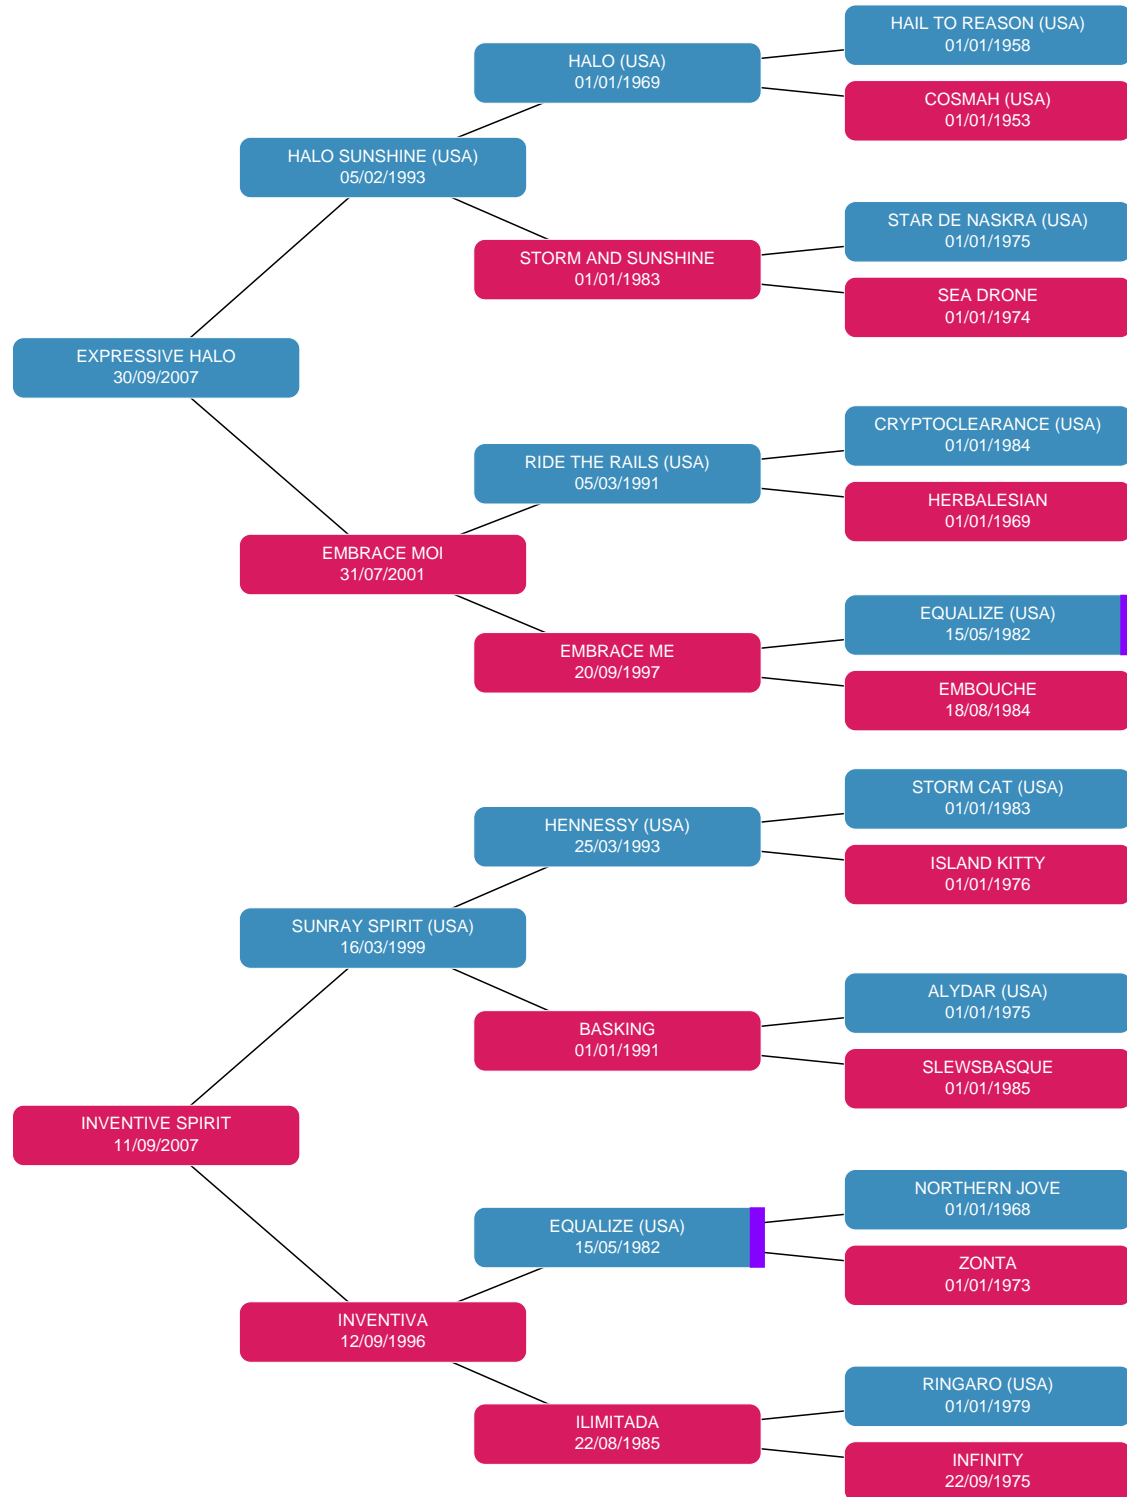 HAIL TO REASON (USA)
01/01/1958
HALO (USA)
01/01/1969
COSMAH (USA)
01/01/1953
HALO SUNSHINE (USA)
05/02/1993
STAR DE NASKRA (USA)
01/01/1975
STORM AND SUNSHINE
01/01/1983
SEA DRONE
01/01/1974
EXPRESSIVE HALO
30/09/2007
CRYPTOCLEARANCE (USA)
01/01/1984
RIDE THE RAILS (USA)
05/03/1991
HERBALESIAN
01/01/1969
EMBRACE MOI
31/07/2001
EQUALIZE (USA)
15/05/1982
EMBRACE ME
20/09/1997
EMBOUCHE
18/08/1984
STORM CAT (USA)
01/01/1983
HENNESSY (USA)
25/03/1993
ISLAND KITTY
01/01/1976
SUNRAY SPIRIT (USA)
16/03/1999
ALYDAR (USA)
01/01/1975
BASKING
01/01/1991
SLEWSBASQUE
01/01/1985
INVENTIVE SPIRIT
11/09/2007
NORTHERN JOVE
01/01/1968
EQUALIZE (USA)
15/05/1982
ZONTA
01/01/1973
INVENTIVA
12/09/1996
RINGARO (USA)
01/01/1979
ILIMITADA
22/08/1985
INFINITY
22/09/1975